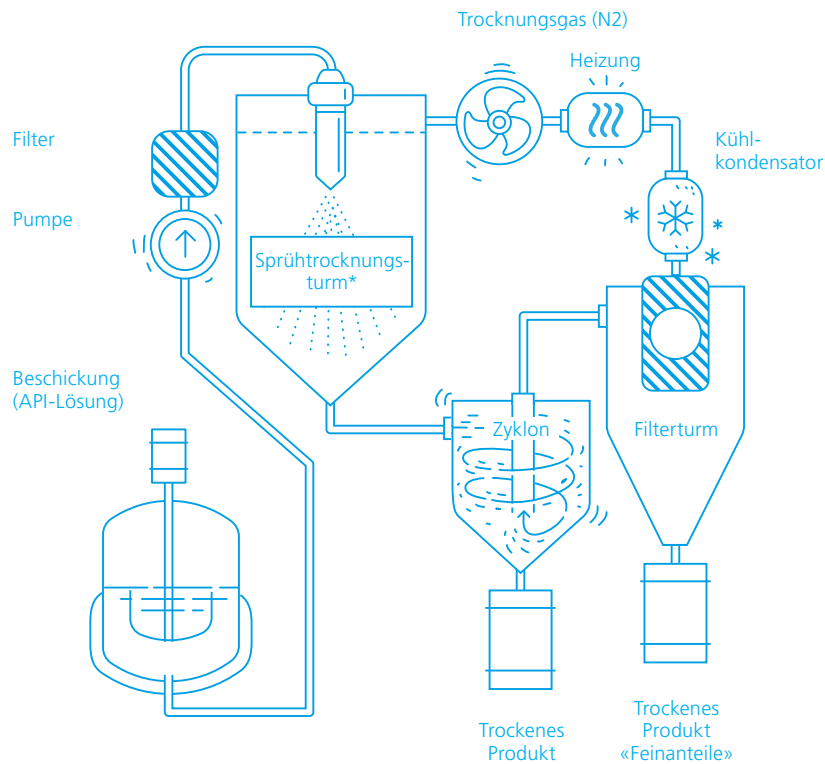 Trocknungsgas (N2)
Heizung
Filter
Kühl-
kondensator
Pumpe
Sprühtrocknungs-
turm*
Beschickung
(API-Lösung)
Zyklon
Filterturm
Trockenes
Produkt
Trockenes
Produkt
«Feinanteile»